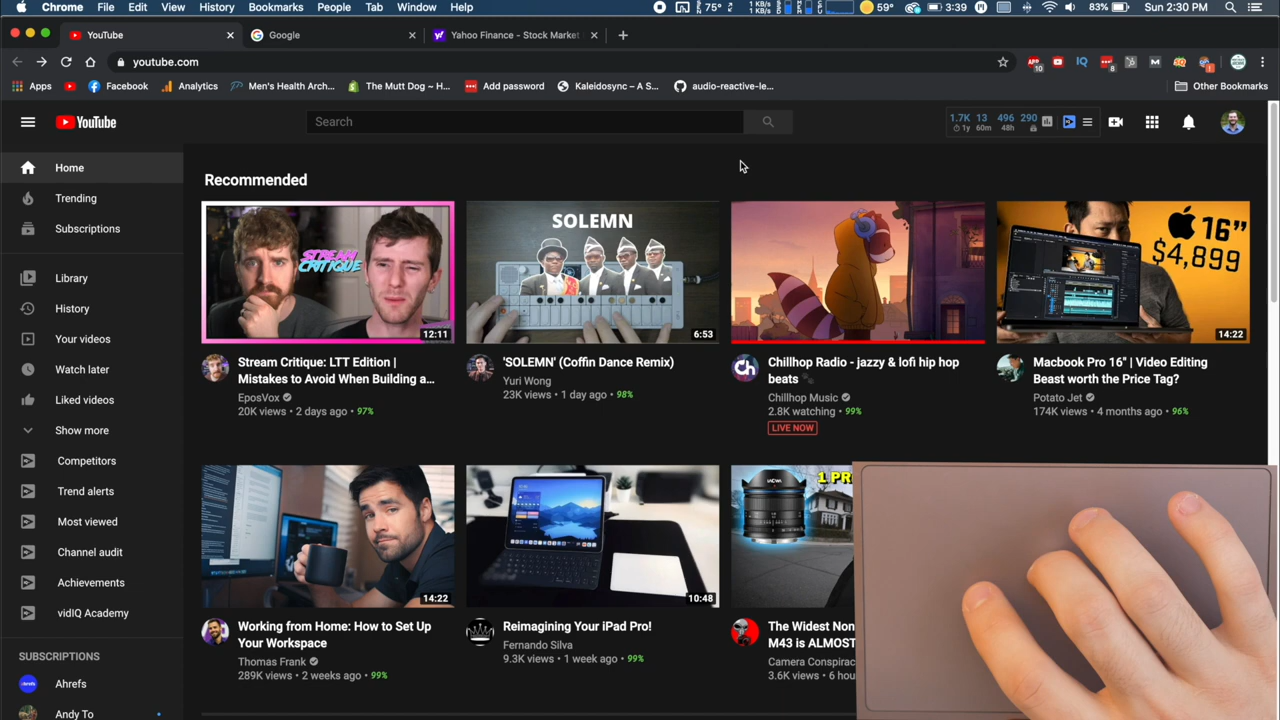 Chrome File Edit View History Bookmarks People Tab Window Help 75° 1 KB/s 59° 3:39 83% Sun 2:30 PM
YouTube Google Yahoo Finance - Stock Market
youtube.com
Apps Facebook Analytics Men's Health Arch... The Mutt Dog ~ H... Add password Kaleidosync – A S... audio-reactive-le... Other Bookmarks
YouTube
Search
1.7K 13 496 290
1y 60m 48h
Home
Trending
Subscriptions
Library
History
Your videos
Watch later
Liked videos
Show more
Competitors
Trend alerts
Most viewed
Channel audit
Achievements
vidIQ Academy
SUBSCRIPTIONS
Ahrefs
Andy To
Recommended
STREAM
CRITIQUE
12:11
Stream Critique: LTT Edition |
Mistakes to Avoid When Building a...
EposVox
20K views • 2 days ago • 97%
SOLEMN
6:53
'SOLEMN' (Coffin Dance Remix)
Yuri Wong
23K views • 1 day ago • 98%
Chillhop Radio - jazzy & lofi hip hop
beats 🐾
Chillhop Music
2.8K watching • 99%
LIVE NOW
16"
$4,899
14:22
Macbook Pro 16" | Video Editing
Beast worth the Price Tag?
Potato Jet
174K views • 4 months ago • 96%
14:22
Working from Home: How to Set Up
Your Workspace
Thomas Frank
289K views • 2 weeks ago • 99%
10:48
Reimagining Your iPad Pro!
Fernando Silva
9.3K views • 1 week ago • 99%
1 PR
LAOWA
The Widest Non
M43 is ALMOST
Camera Conspirac
3.6K views • 6 hou